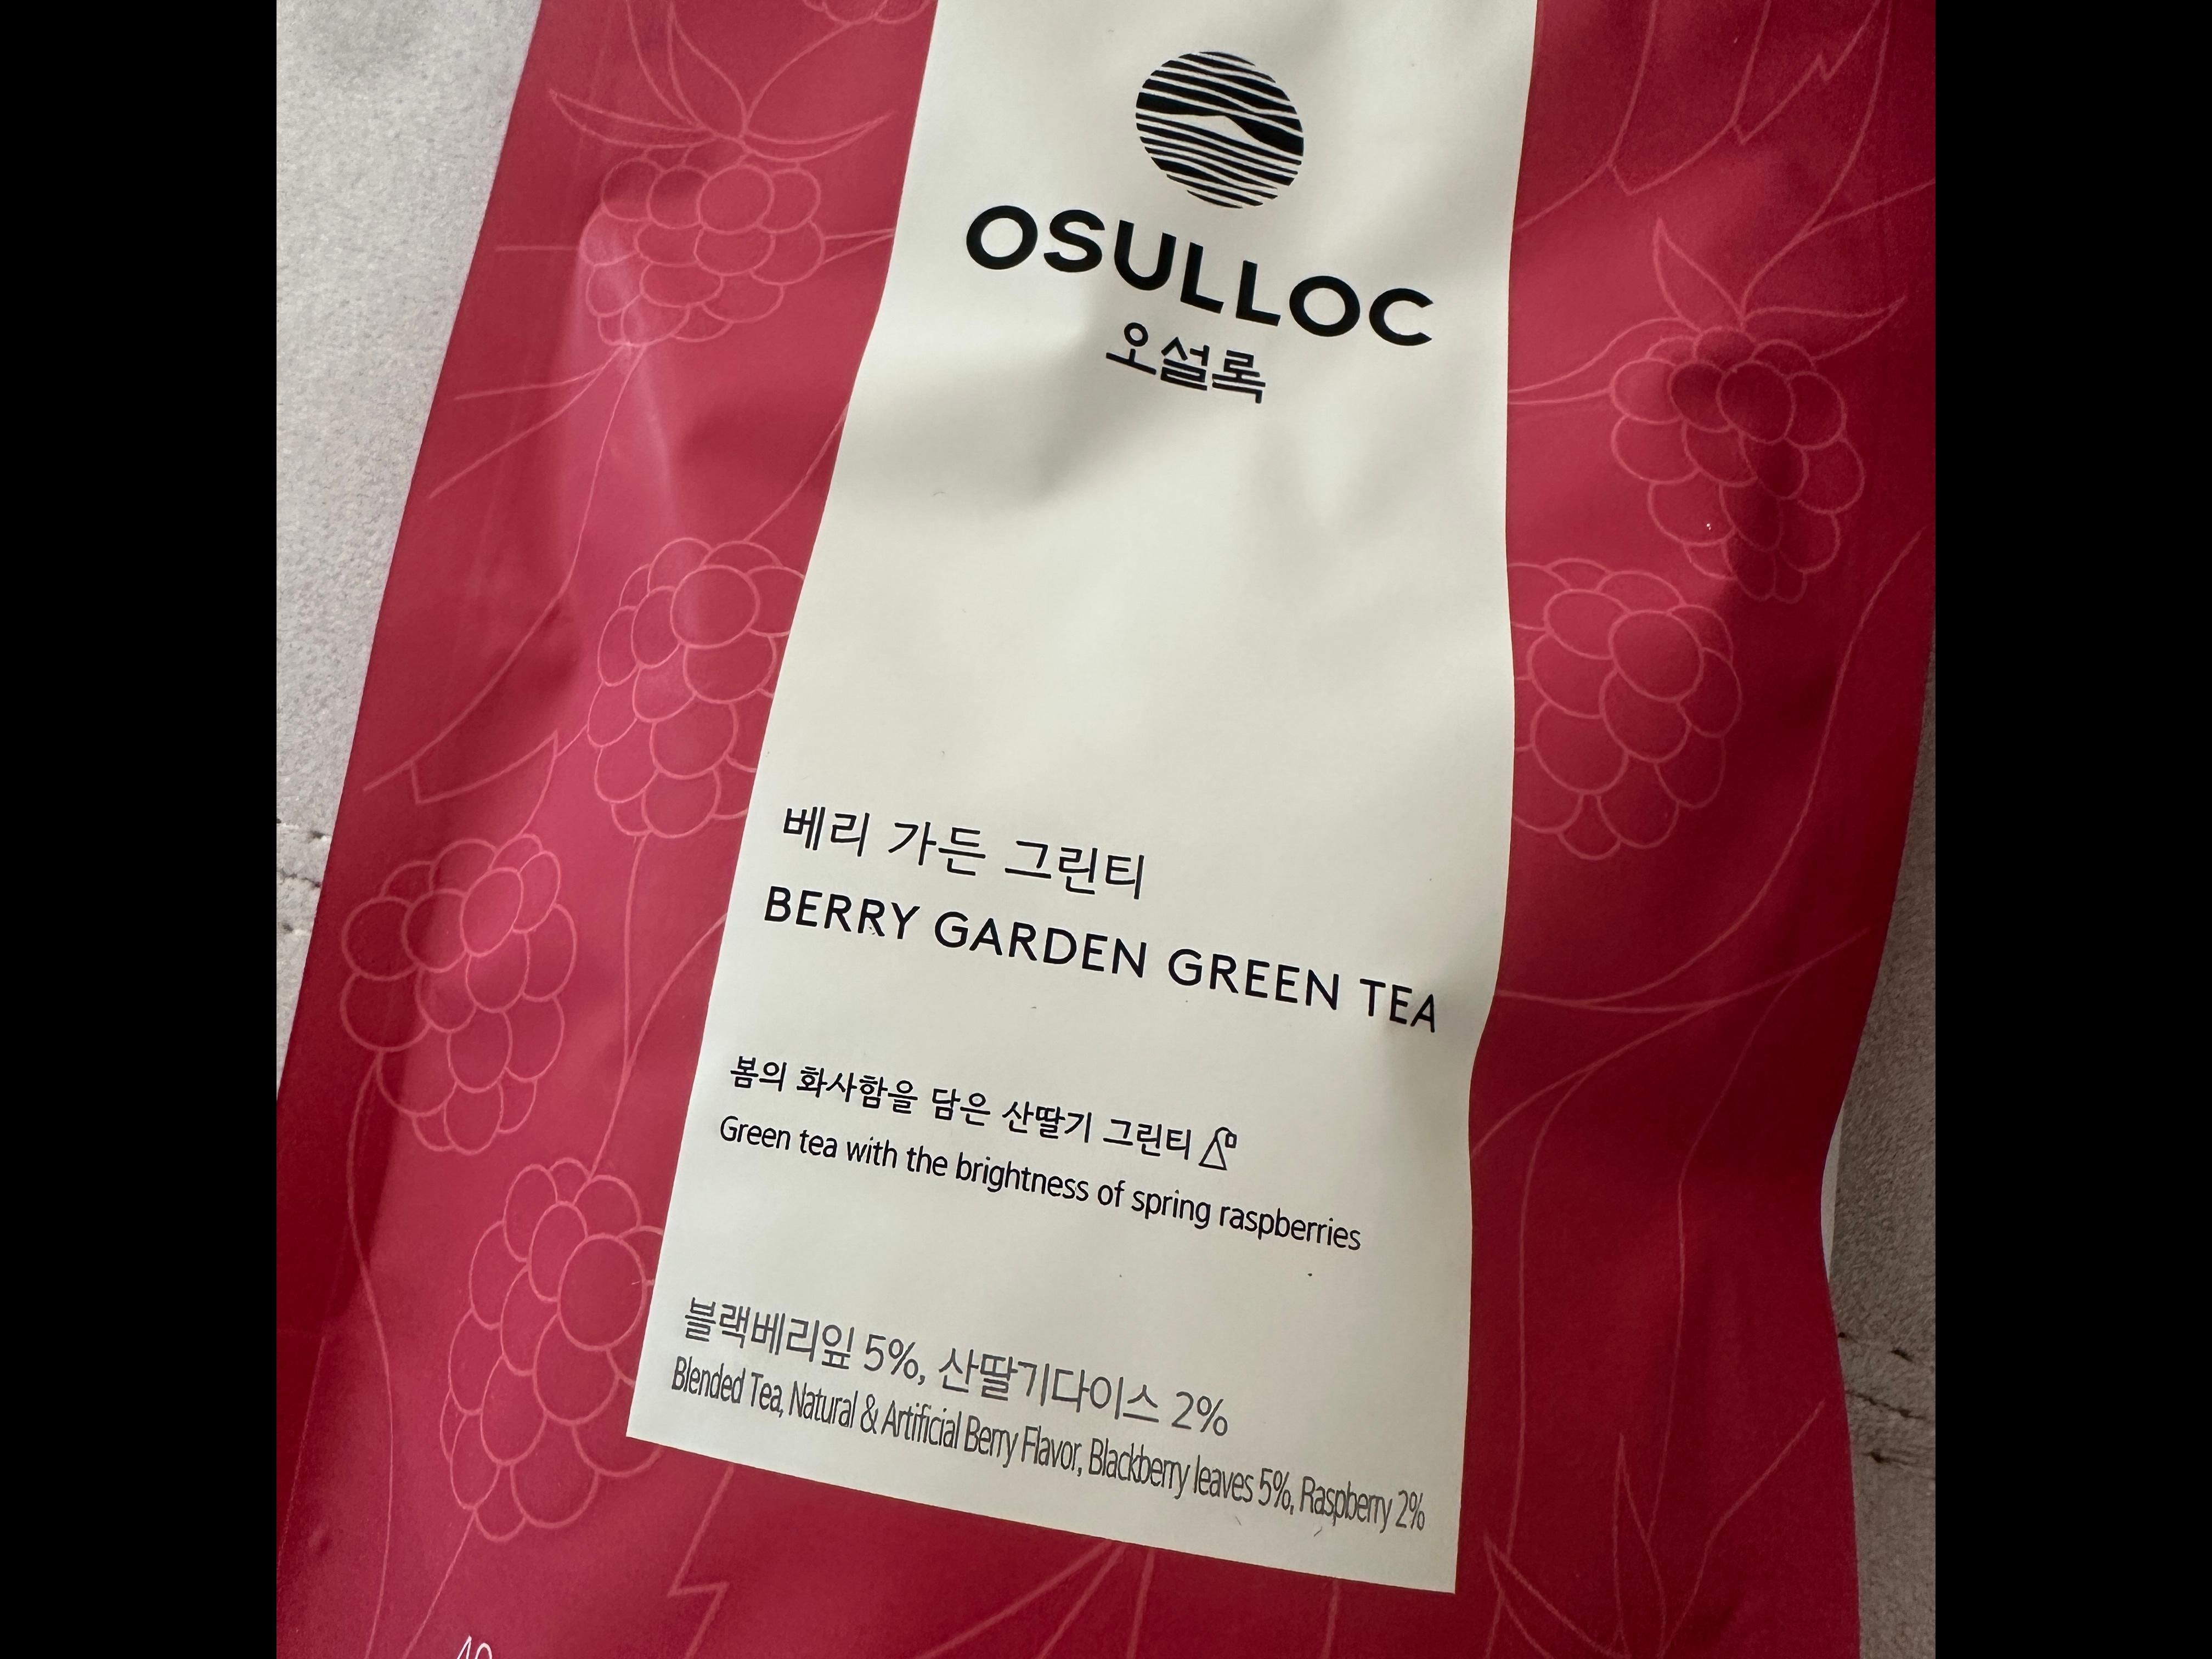 OSULLOC
오설록
베리 가든 그린티
BERRY GARDEN GREEN TEA
봄의 화사함을 담은 산딸기 그린티
Green tea with the brightness of spring raspberries
블랙베리잎 5%, 산딸기다이스 2%
Blended Tea, Natural & Artificial Berry Flavor, Blackberry leaves 5%, Raspberry 2%